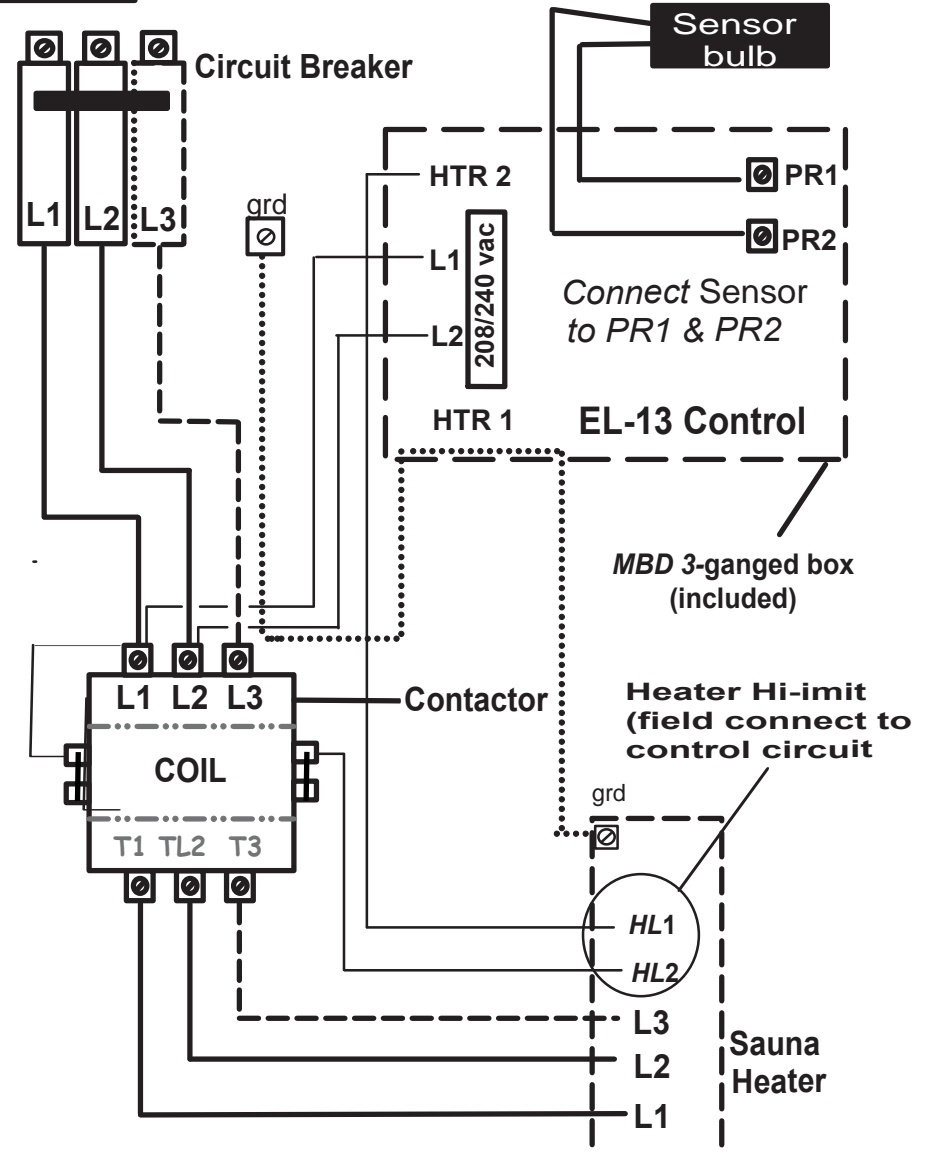 Sensor
bulb
Circuit Breaker
L1 L2 L3
grd
HTR 2
PR1
L1
PR2
208/240 vac
L2
Connect Sensor
to PR1 & PR2
HTR 1
EL-13 Control
MBD 3-ganged box
(included)
L1 L2 L3
Contactor
COIL
T1 TL2 T3
Heater Hi-imit
(field connect to
control circuit
grd
HL1
HL2
L3
L2
L1
Sauna
Heater